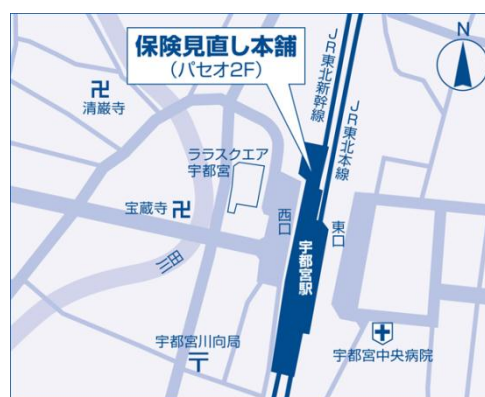 保険見直し本舗
（パセオ2F）
N
JR東北新幹線
JR東北本線
清巌寺
ララスクエア
宇都宮
宝蔵寺
西口
東口
宇都宮駅
田川
宇都宮川向局
宇都宮中央病院